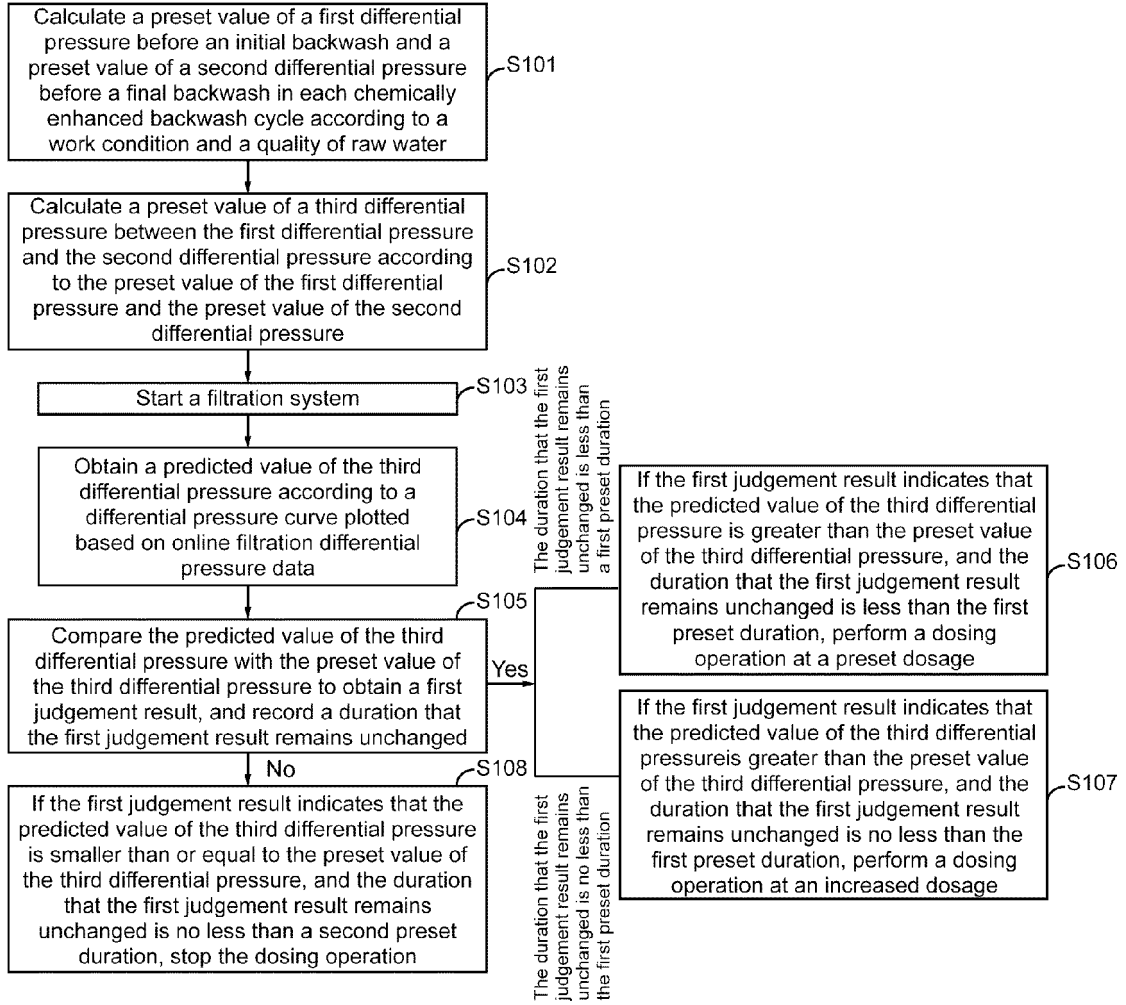 Calculate a preset value of a first differential
pressure before an initial backwash and a
preset value of a second differential pressure
before a final backwash in each chemically
enhanced backwash cycle according to a
work condition and a quality of raw water
S101
Calculate a preset value of a third differential
pressure between the first differential pressure
and the second differential pressure according
to the preset value of the first differential
pressure and the preset value of the second
differential pressure
S102
Start a filtration system
S103
Obtain a predicted value of the third
differential pressure according to a
differential pressure curve plotted
based on online filtration differential
pressure data
S104
Compare the predicted value of the third
differential pressure with the preset value of
the third differential pressure to obtain a first
judgement result, and record a duration that
the first judgement result remains unchanged
S105
Yes
The duration that the first
judgement result remains
unchanged is less than
a first preset duration
If the first judgement result indicates that
the predicted value of the third differential
pressure is greater than the preset value
of the third differential pressure, and the
duration that the first judgement result
remains unchanged is less than the first
preset duration, perform a dosing
operation at a preset dosage
S106
The duration that the first
judgement result remains
unchanged is no less than
the first preset duration
If the first judgement result indicates that
the predicted value of the third differential
pressureis greater than the preset value
of the third differential pressure, and the
duration that the first judgement result
remains unchanged is no less than the
first preset duration, perform a dosing
operation at an increased dosage
S107
No
If the first judgement result indicates that the
predicted value of the third differential pressure
is smaller than or equal to the preset value of
the third differential pressure, and the duration
that the first judgement result remains
unchanged is no less than a second preset
duration, stop the dosing operation
S108